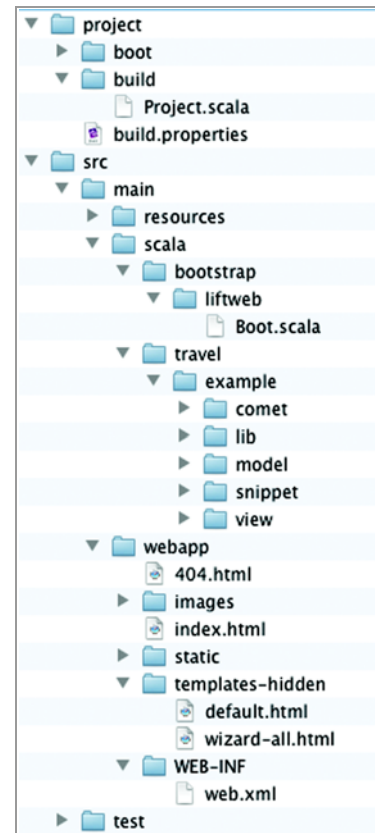 project
boot
build
Project.scala
build.properties
src
main
resources
scala
bootstrap
liftweb
Boot.scala
travel
example
comet
lib
model
snippet
view
webapp
404.html
images
index.html
static
templates-hidden
default.html
wizard-all.html
WEB-INF
web.xml
test